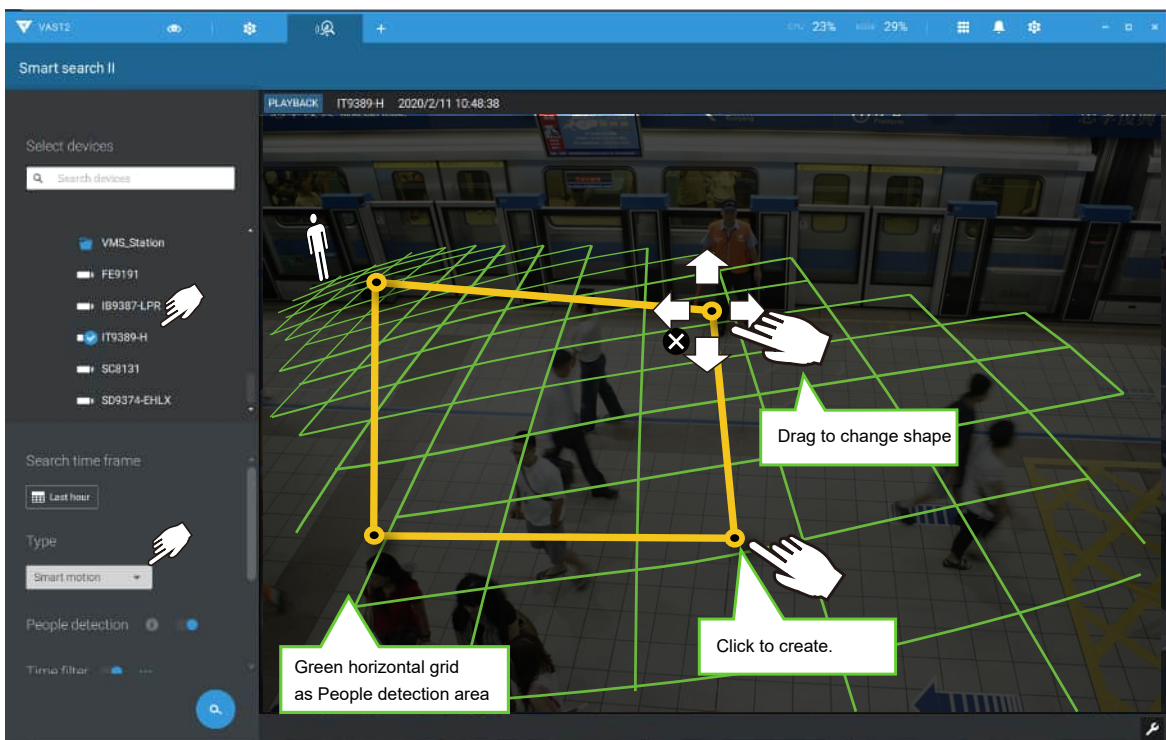 VAST2
CPU 23% 29%
Smart search II
PLAYBACK IT9389-H 2020/2/11 10:48:38
Select devices
Search devices
VMS_Station
FE9191
IB9387-LPR
IT9389-H
SC8131
SD9374-EHLX
Drag to change shape
Search time frame
Last hour
Type
Smart motion
People detection
Click to create.
Time filter
Green horizontal grid
as People detection area